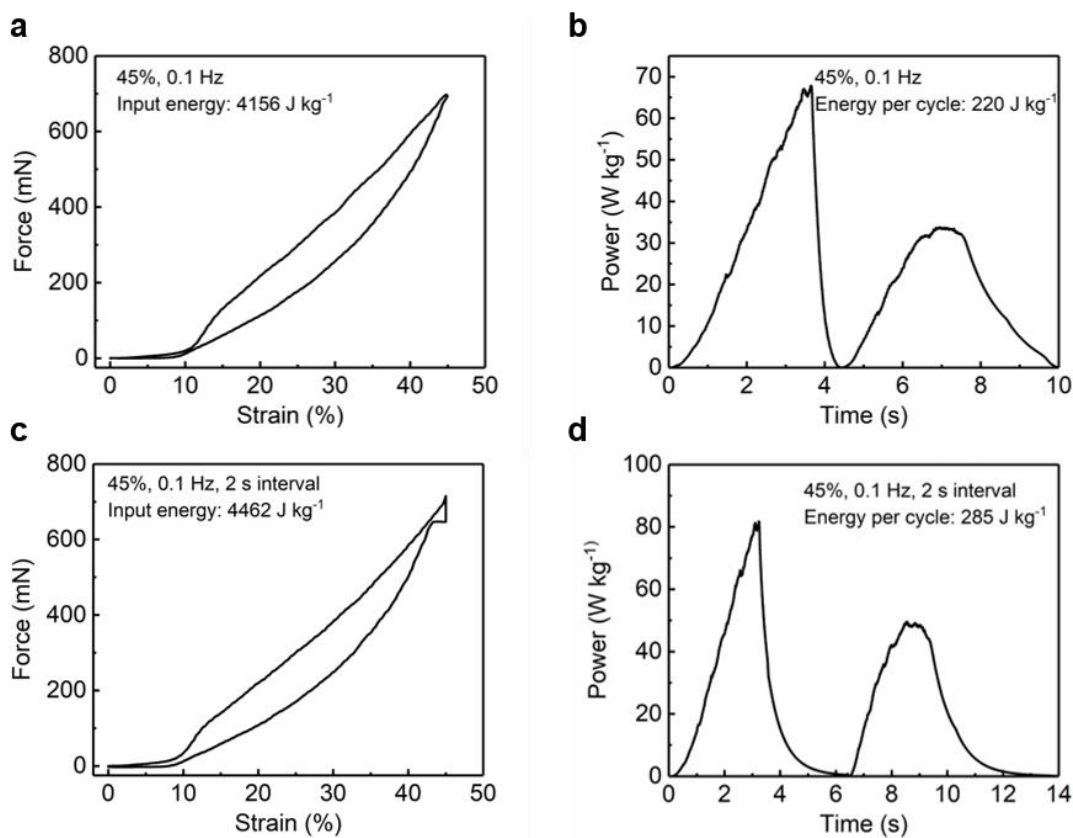 a
800
600
400
200
0
Force (mN)
45%, 0.1 Hz
Input energy: 4156 J kg⁻¹
0 10 20 30 40 50
Strain (%)
b
70
60
50
40
30
20
10
0
Power (W kg⁻¹)
45%, 0.1 Hz
Energy per cycle: 220 J kg⁻¹
0 2 4 6 8 10
Time (s)
c
800
600
400
200
0
Force (mN)
45%, 0.1 Hz, 2 s interval
Input energy: 4462 J kg⁻¹
0 10 20 30 40 50
Strain (%)
d
100
80
60
40
20
0
Power (W kg⁻¹)
45%, 0.1 Hz, 2 s interval
Energy per cycle: 285 J kg⁻¹
0 2 4 6 8 10 12 14
Time (s)